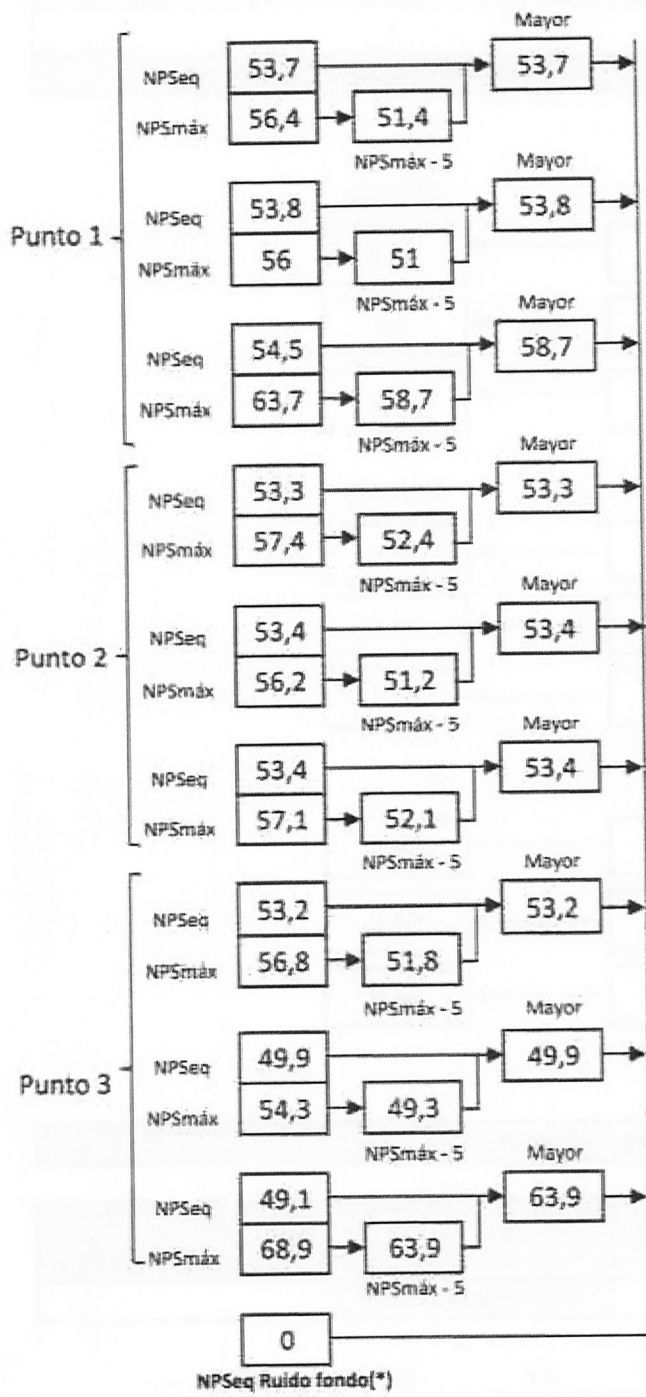 Mayor
NPSeq 53,7 53,7
NPSmáx 56,4 51,4
NPSmáx - 5
Mayor
NPSeq 53,8 53,8
Punto 1
NPSmáx 56 51
NPSmáx - 5
Mayor
NPSeq 54,5 58,7
NPSmáx 63,7 58,7
NPSmáx - 5
Mayor
NPSeq 53,3 53,3
NPSmáx 57,4 52,4
NPSmáx - 5
Mayor
NPSeq 53,4 53,4
Punto 2
NPSmáx 56,2 51,2
NPSmáx - 5
Mayor
NPSeq 53,4 53,4
NPSmáx 57,1 52,1
NPSmáx - 5
Mayor
NPSeq 53,2 53,2
NPSmáx 56,8 51,8
NPSmáx - 5
Mayor
NPSeq 49,9 49,9
Punto 3
NPSmáx 54,3 49,3
NPSmáx - 5
Mayor
NPSeq 49,1 63,9
NPSmáx 68,9 63,9
NPSmáx - 5
0
NPSeq Ruido fondo(*)